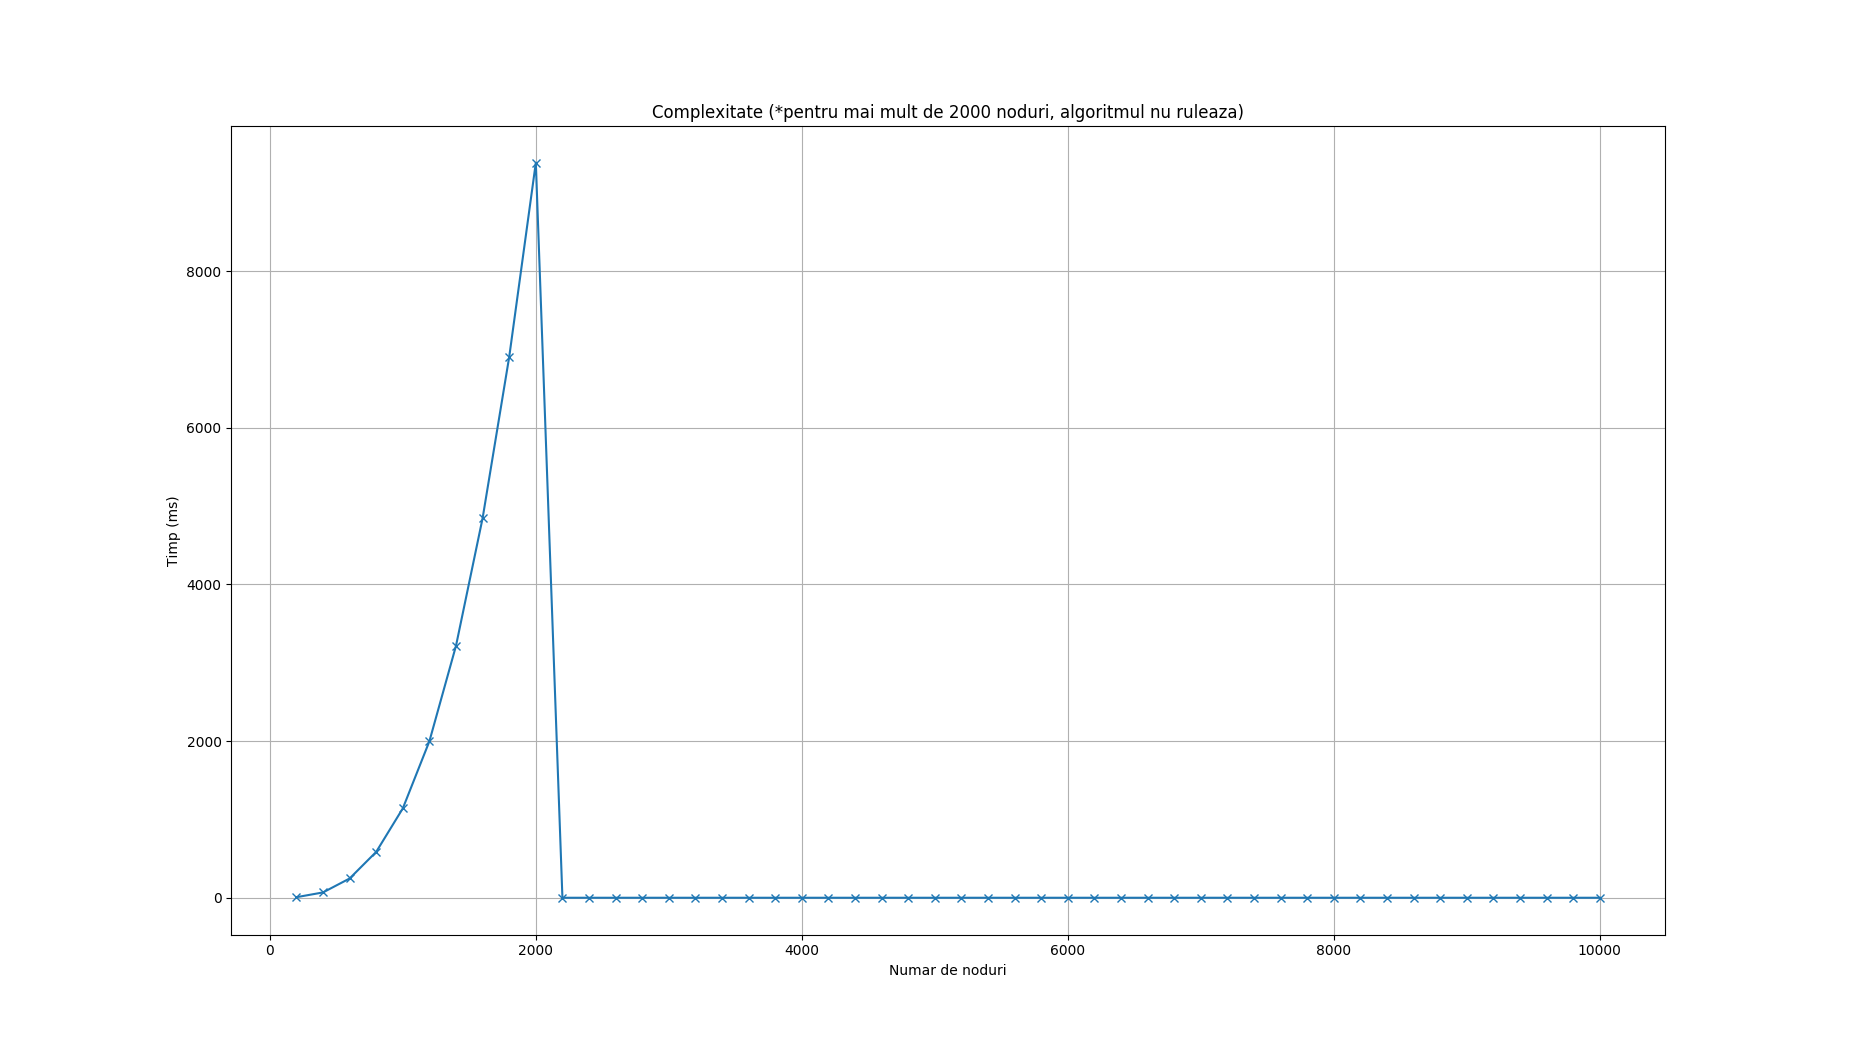 Complexitate (*pentru mai mult de 2000 noduri, algoritmul nu ruleaza)
8000
6000
Timp (ms)
4000
2000
0
0 2000 4000 6000 8000 10000
Numar de noduri